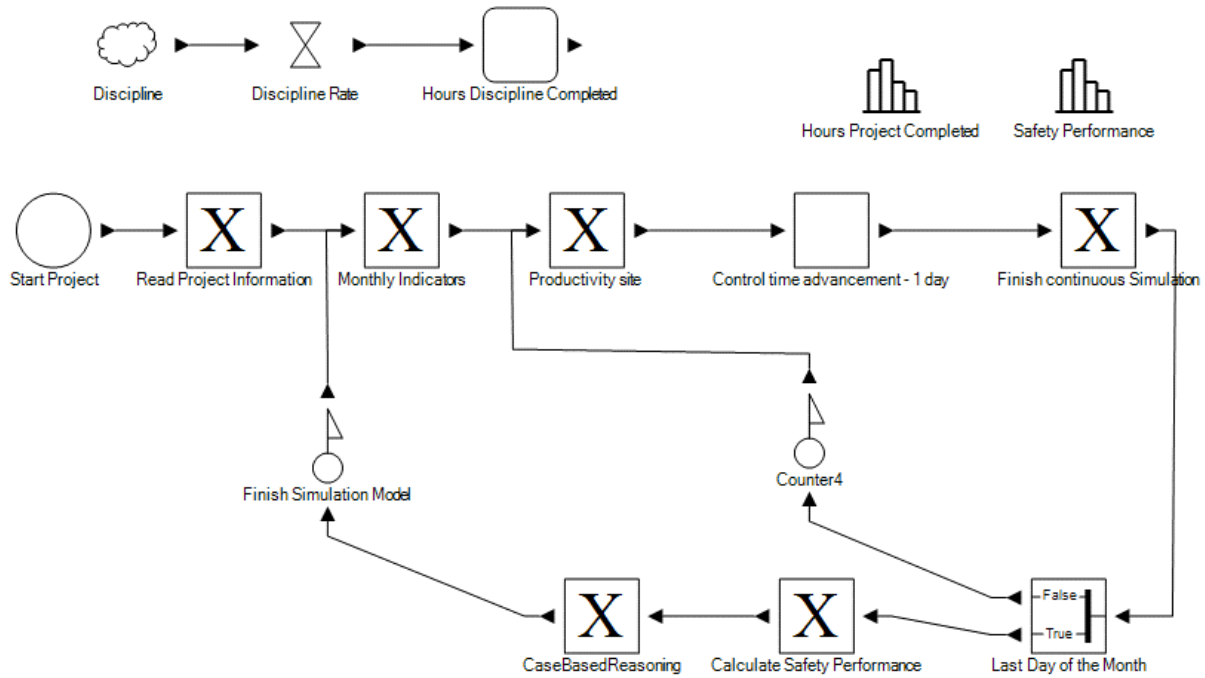 Discipline
Discipline Rate
Hours Discipline Completed
Hours Project Completed
Safety Performance
X
X
X
X
Start Project
Read Project Information
Monthly Indicators
Productivity site
Control time advancement - 1 day
Finish continuous Simulation
Finish Simulation Model
Counter4
False
True
X
X
CaseBasedReasoning
Calculate Safety Performance
Last Day of the Month